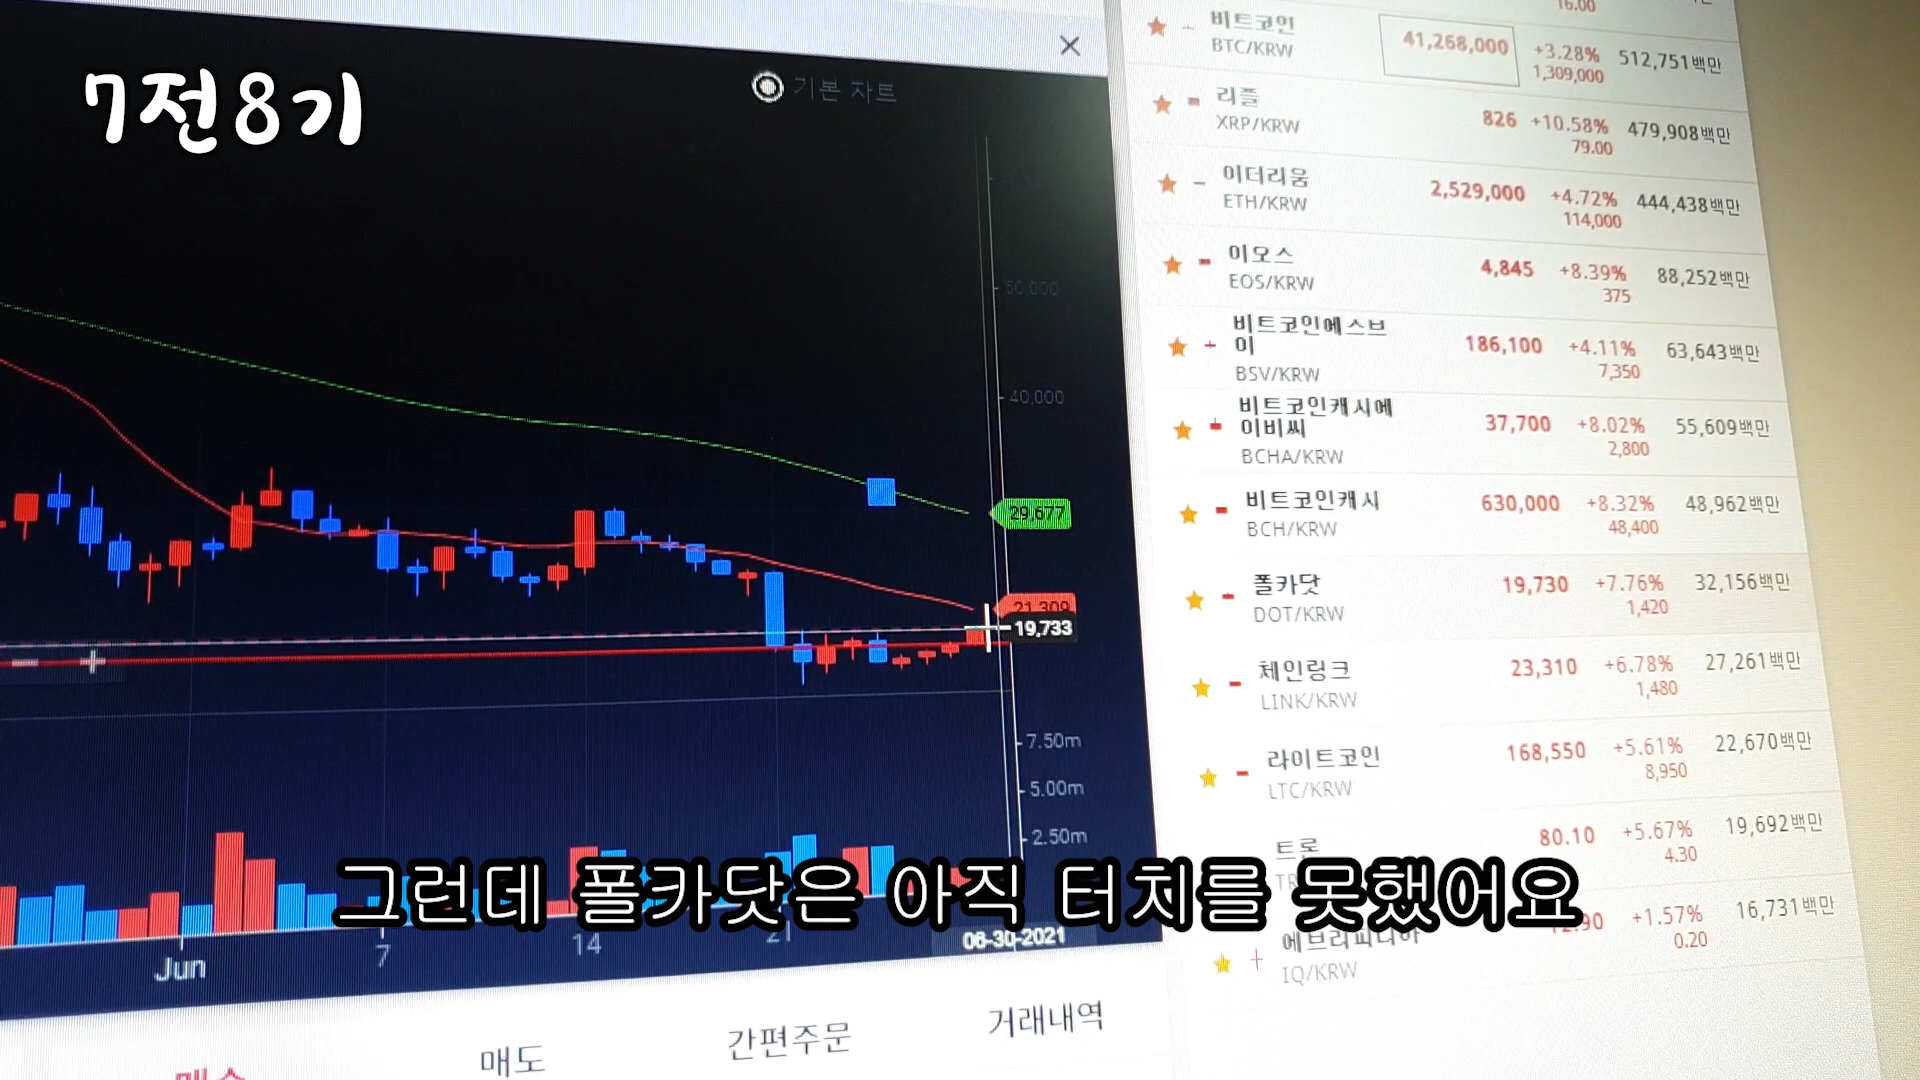 7전8기
기본 차트
50,000
40,000
29,677
21,309
19,733
7.50m
5.00m
2.50m
Jun
7
14
21
06-30-2021
매수
매도
간편주문
거래내역
16.00
비트코인 41,268,000 +3.28% 512,751백만
BTC/KRW 1,309,000
리플 826 +10.58% 479,908백만
XRP/KRW 79.00
이더리움 2,529,000 +4.72% 444,438백만
ETH/KRW 114,000
이오스 4,845 +8.39% 88,252백만
EOS/KRW 375
비트코인에스브
이 186,100 +4.11% 63,643백만
BSV/KRW 7,350
비트코인캐시에
이비씨 37,700 +8.02% 55,609백만
BCHA/KRW 2,800
비트코인캐시 630,000 +8.32% 48,962백만
BCH/KRW 48,400
폴카닷 19,730 +7.76% 32,156백만
DOT/KRW 1,420
체인링크 23,310 +6.78% 27,261백만
LINK/KRW 1,480
라이트코인 168,550 +5.61% 22,670백만
LTC/KRW 8,950
트론 80.10 +5.67% 19,692백만
4.30
에브리피디아 +1.57% 16,731백만
IQ/KRW 0.20
그런데 폴카닷은 아직 터치를 못했어요